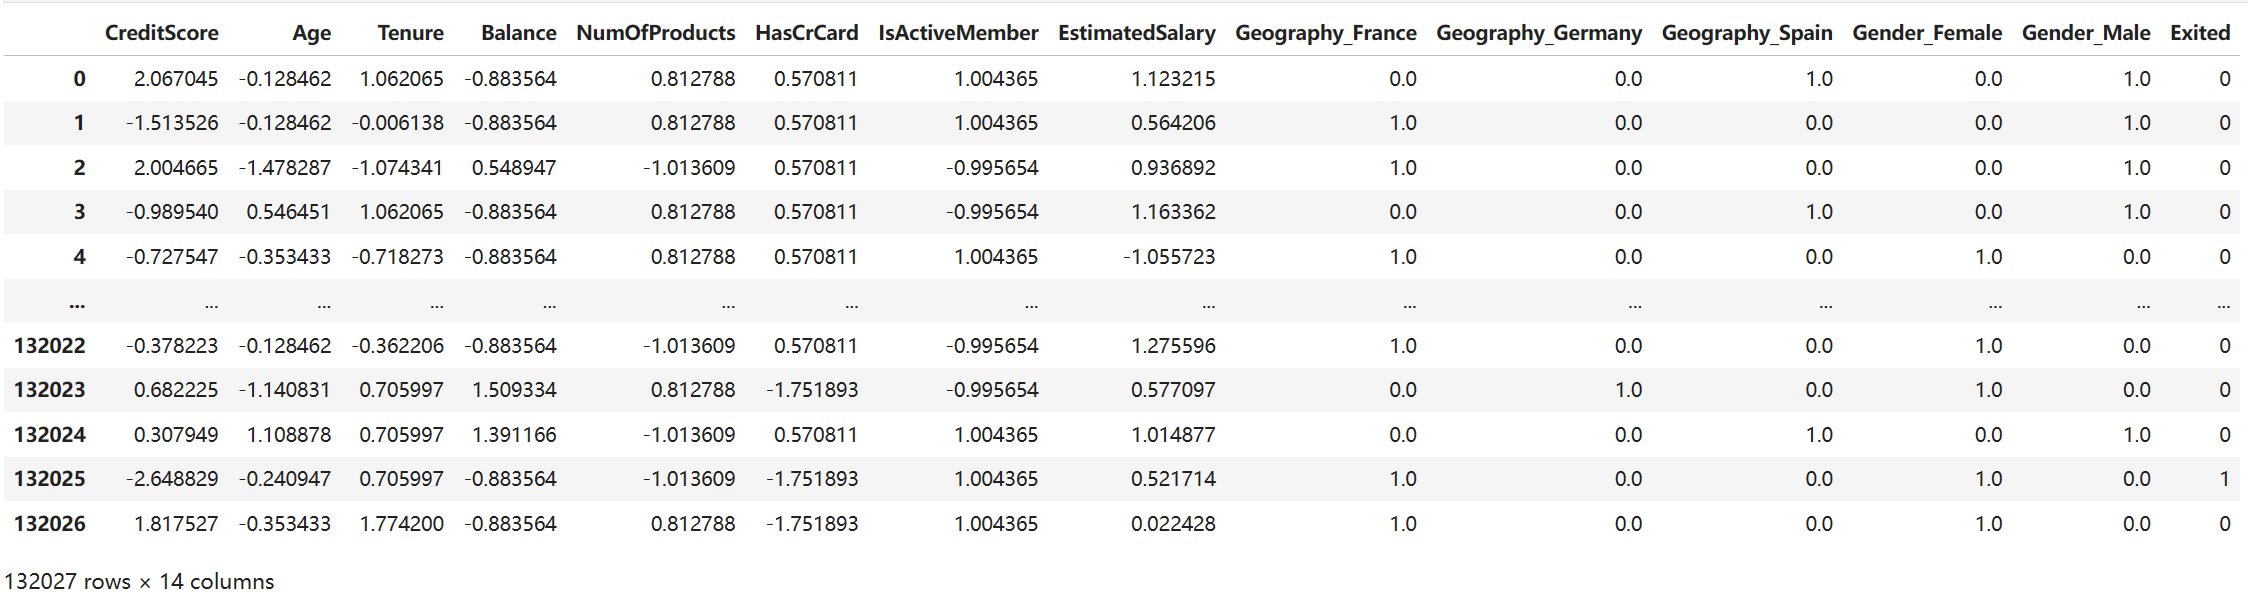 CreditScore Age Tenure Balance NumOfProducts HasCrCard IsActiveMember EstimatedSalary Geography_France Geography_Germany Geography_Spain Gender_Female Gender_Male Exited
0 2.067045 -0.128462 1.062065 -0.883564 0.812788 0.570811 1.004365 1.123215 0.0 0.0 1.0 0.0 1.0 0
1 -1.513526 -0.128462 -0.006138 -0.883564 0.812788 0.570811 1.004365 0.564206 1.0 0.0 0.0 0.0 1.0 0
2 2.004665 -1.478287 -1.074341 0.548947 -1.013609 0.570811 -0.995654 0.936892 1.0 0.0 0.0 0.0 1.0 0
3 -0.989540 0.546451 1.062065 -0.883564 0.812788 0.570811 -0.995654 1.163362 0.0 0.0 1.0 0.0 1.0 0
4 -0.727547 -0.353433 -0.718273 -0.883564 0.812788 0.570811 1.004365 -1.055723 1.0 0.0 0.0 1.0 0.0 0
... ... ... ... ... ... ... ... ... ... ... ... ... ... ...
132022 -0.378223 -0.128462 -0.362206 -0.883564 -1.013609 0.570811 -0.995654 1.275596 1.0 0.0 0.0 1.0 0.0 0
132023 0.682225 -1.140831 0.705997 1.509334 0.812788 -1.751893 -0.995654 0.577097 0.0 1.0 0.0 1.0 0.0 0
132024 0.307949 1.108878 0.705997 1.391166 -1.013609 0.570811 1.004365 1.014877 0.0 0.0 1.0 0.0 1.0 0
132025 -2.648829 -0.240947 0.705997 -0.883564 -1.013609 -1.751893 1.004365 0.521714 1.0 0.0 0.0 1.0 0.0 1
132026 1.817527 -0.353433 1.774200 -0.883564 0.812788 -1.751893 1.004365 0.022428 1.0 0.0 0.0 1.0 0.0 0
132027 rows × 14 columns